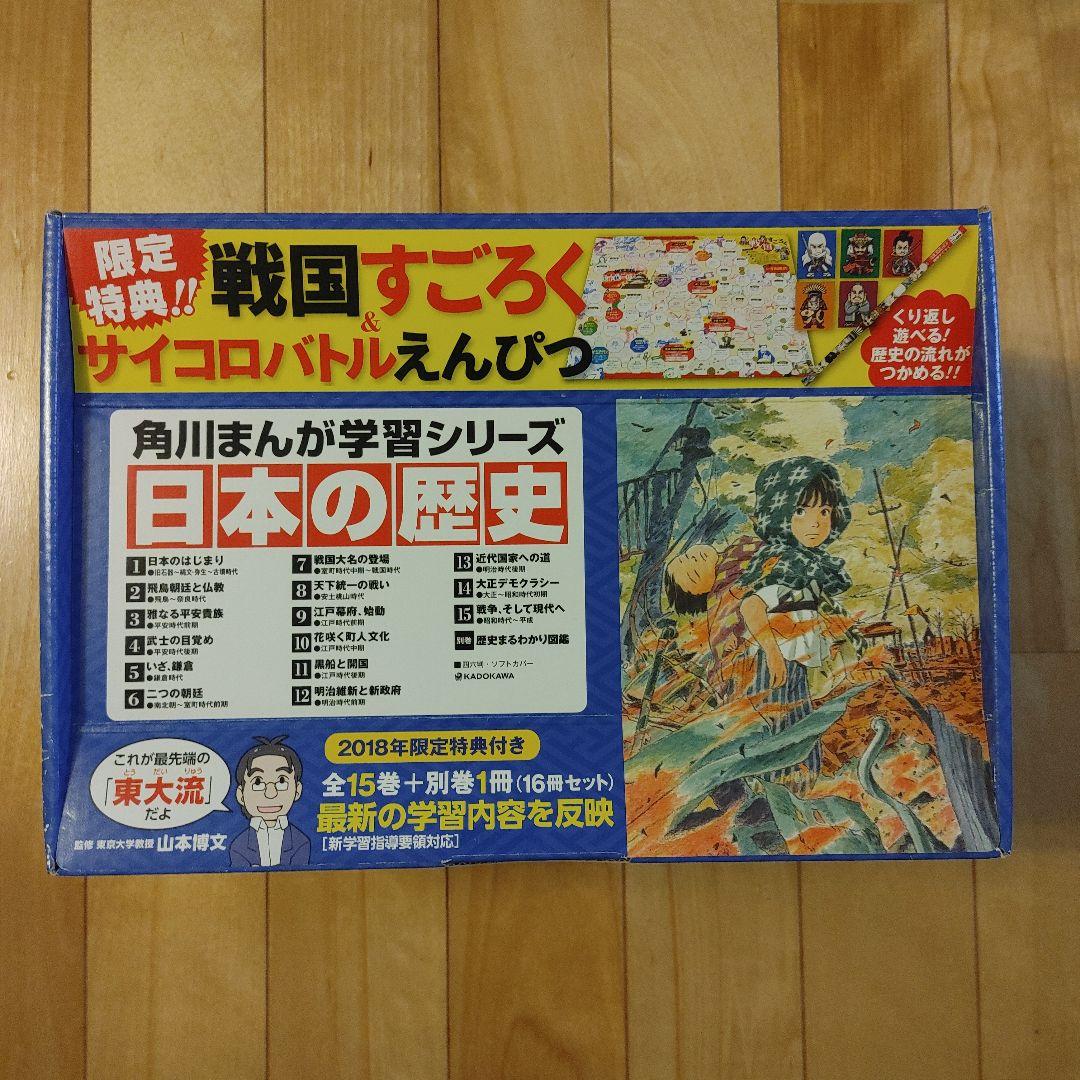 限定
特典!!
戦国すごろく
&
サイコロバトルえんぴつ
くり返し
遊べる!
歴史の流れが
つかめる!!
角川まんが学習シリーズ
日本の歴史
1 日本のはじまり
●旧石器〜縄文・弥生〜古墳時代
2 飛鳥朝廷と仏教
●飛鳥〜奈良時代
3 雅なる平安貴族
●平安時代前期
4 武士の目覚め
●平安時代後期
5 いざ、鎌倉
●鎌倉時代
6 二つの朝廷
●南北朝〜室町時代前期
7 戦国大名の登場
●室町時代中期〜戦国時代
8 天下統一の戦い
●安土桃山時代
9 江戸幕府、始動
●江戸時代前期
10 花咲く町人文化
●江戸時代中期
11 黒船と開国
●江戸時代後期
12 明治維新と新政府
●明治時代前期
13 近代国家への道
●明治時代後期
14 大正デモクラシー
●大正〜昭和時代初期
15 戦争、そして現代へ
●昭和時代〜平成
別巻 歴史まるわかり図鑑
■四六判・ソフトカバー
KADOKAWA
これが最先端の
とう だい りゅう
「東大流」
だよ
監修 東京大学教授 山本博文
2018年限定特典付き
全15巻+別巻1冊(16冊セット)
最新の学習内容を反映
[新学習指導要領対応]